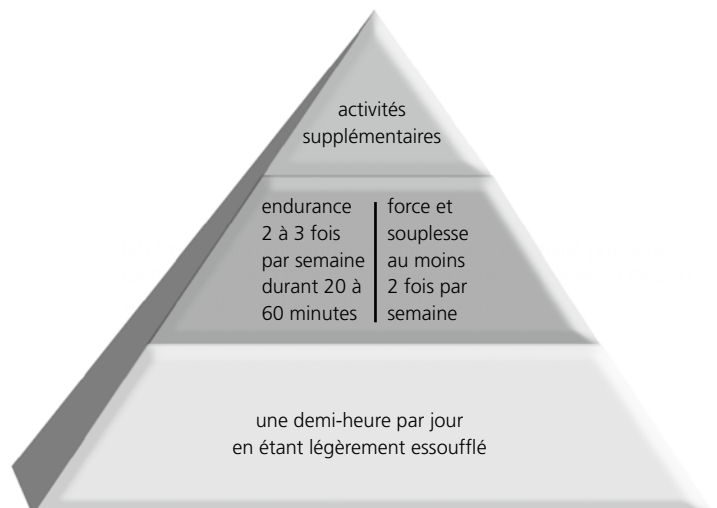 activités
supplémentaires
endurance
2 à 3 fois
par semaine
durant 20 à
60 minutes
force et
souplesse
au moins
2 fois par
semaine
une demi-heure par jour
en étant légèrement essoufflé